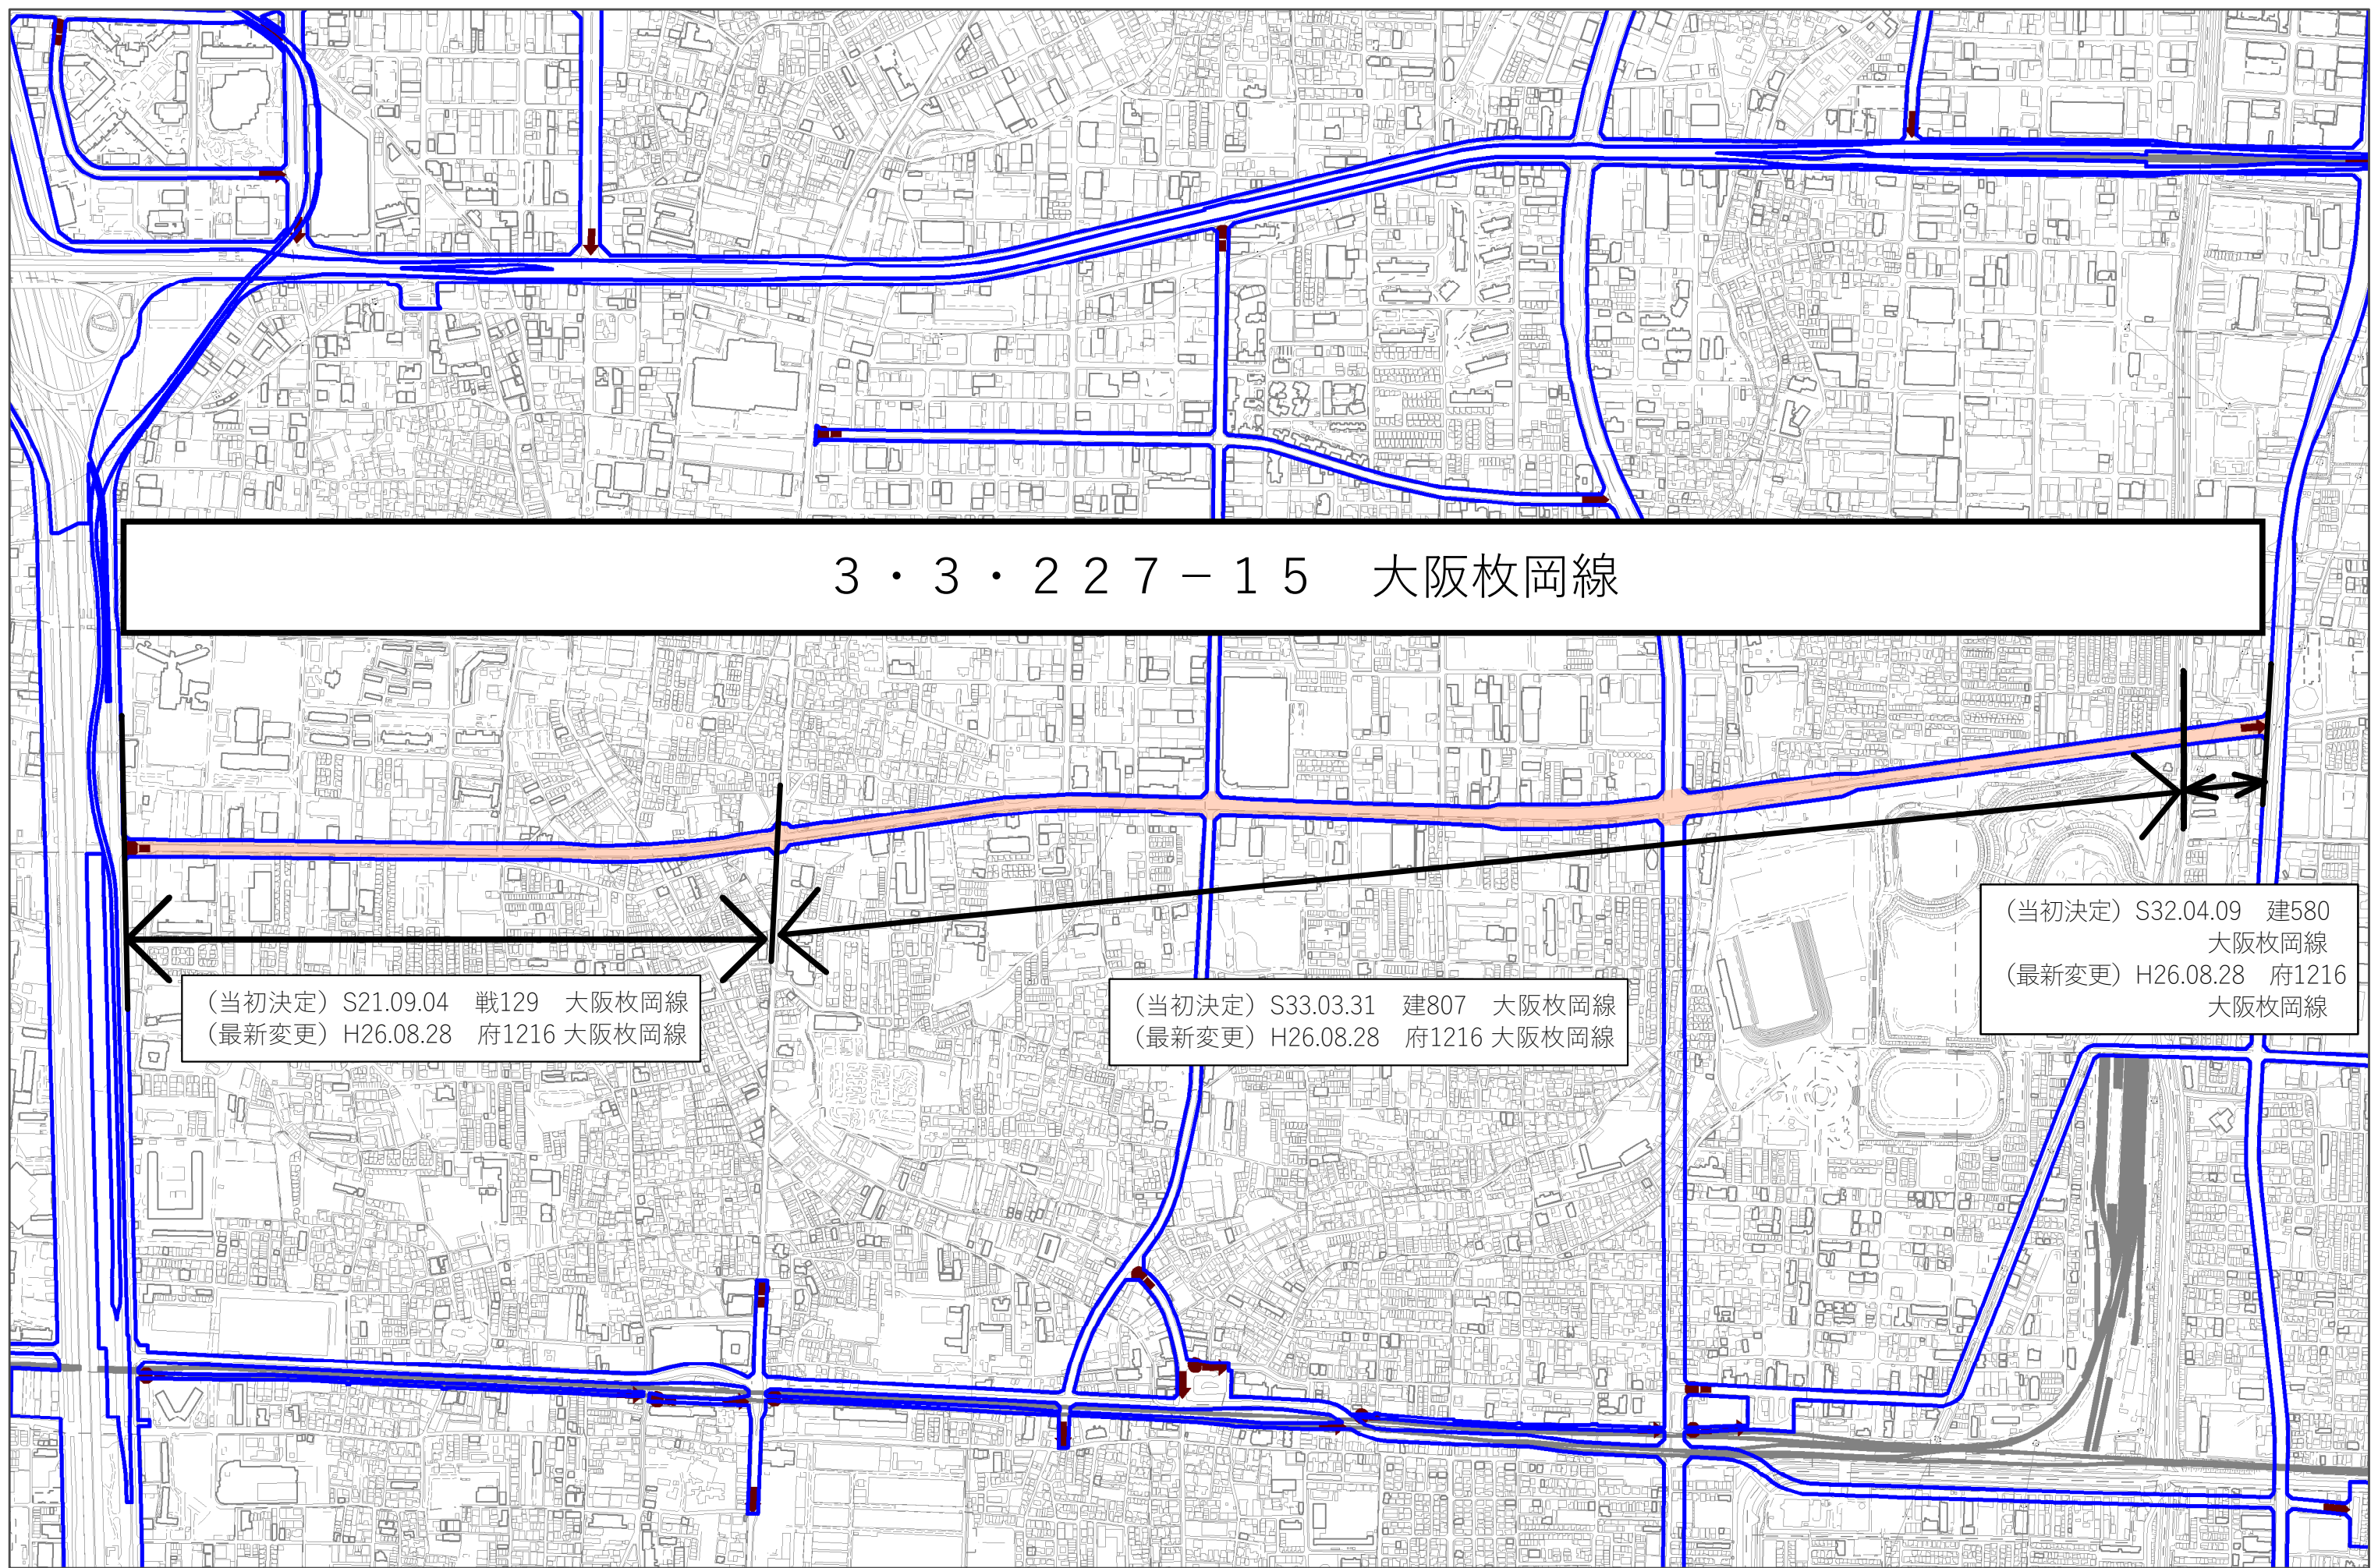 ３・３・２２７－１５　大阪枚岡線
（当初決定）S21.09.04　戦129　大阪枚岡線
（最新変更）H26.08.28　府1216 大阪枚岡線
（当初決定）S33.03.31　建807　大阪枚岡線
（最新変更）H26.08.28　府1216 大阪枚岡線
（当初決定）S32.04.09　建580
大阪枚岡線
（最新変更）H26.08.28　府1216
大阪枚岡線